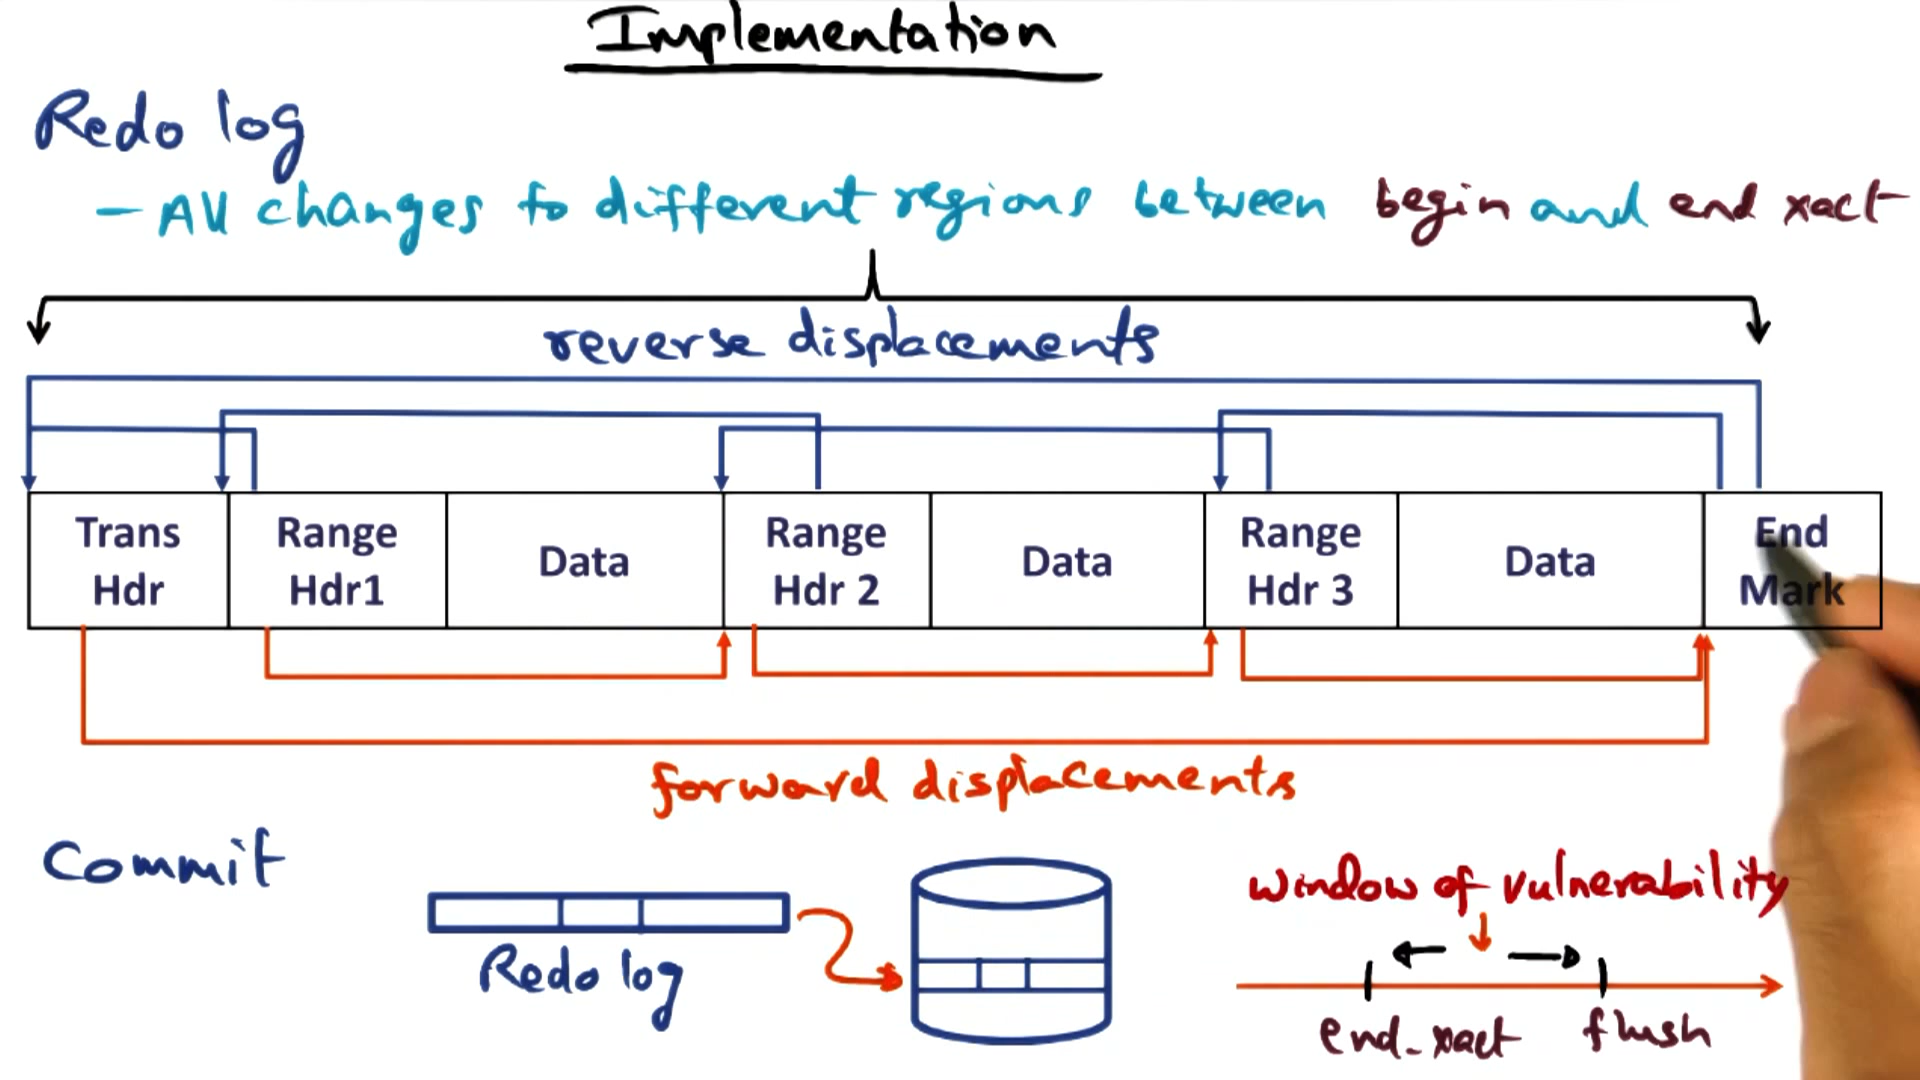 Implementation
Redo log
- All changes to different regions between begin and end xact
reverse displacements
Trans Hdr
Range Hdr1
Data
Range Hdr 2
Data
Range Hdr 3
Data
End Mark
forward displacements
Commit
Redo log
window of vulnerability
end_xact
flush